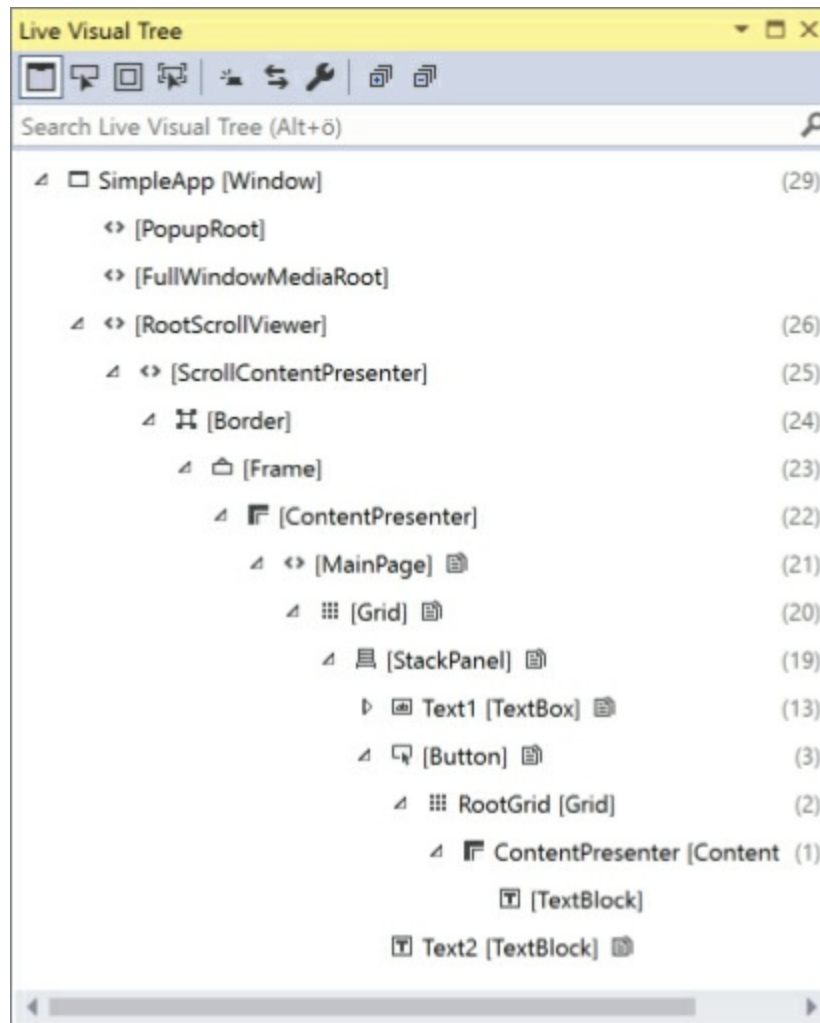 Live Visual Tree
Search Live Visual Tree (Alt+ö)
SimpleApp [Window] (29)
[PopupRoot]
[FullWindowMediaRoot]
[RootScrollViewer] (26)
[ScrollContentPresenter] (25)
[Border] (24)
[Frame] (23)
[ContentPresenter] (22)
[MainPage] (21)
[Grid] (20)
[StackPanel] (19)
Text1 [TextBox] (13)
[Button] (3)
RootGrid [Grid] (2)
ContentPresenter [Content (1)
[TextBlock]
Text2 [TextBlock]